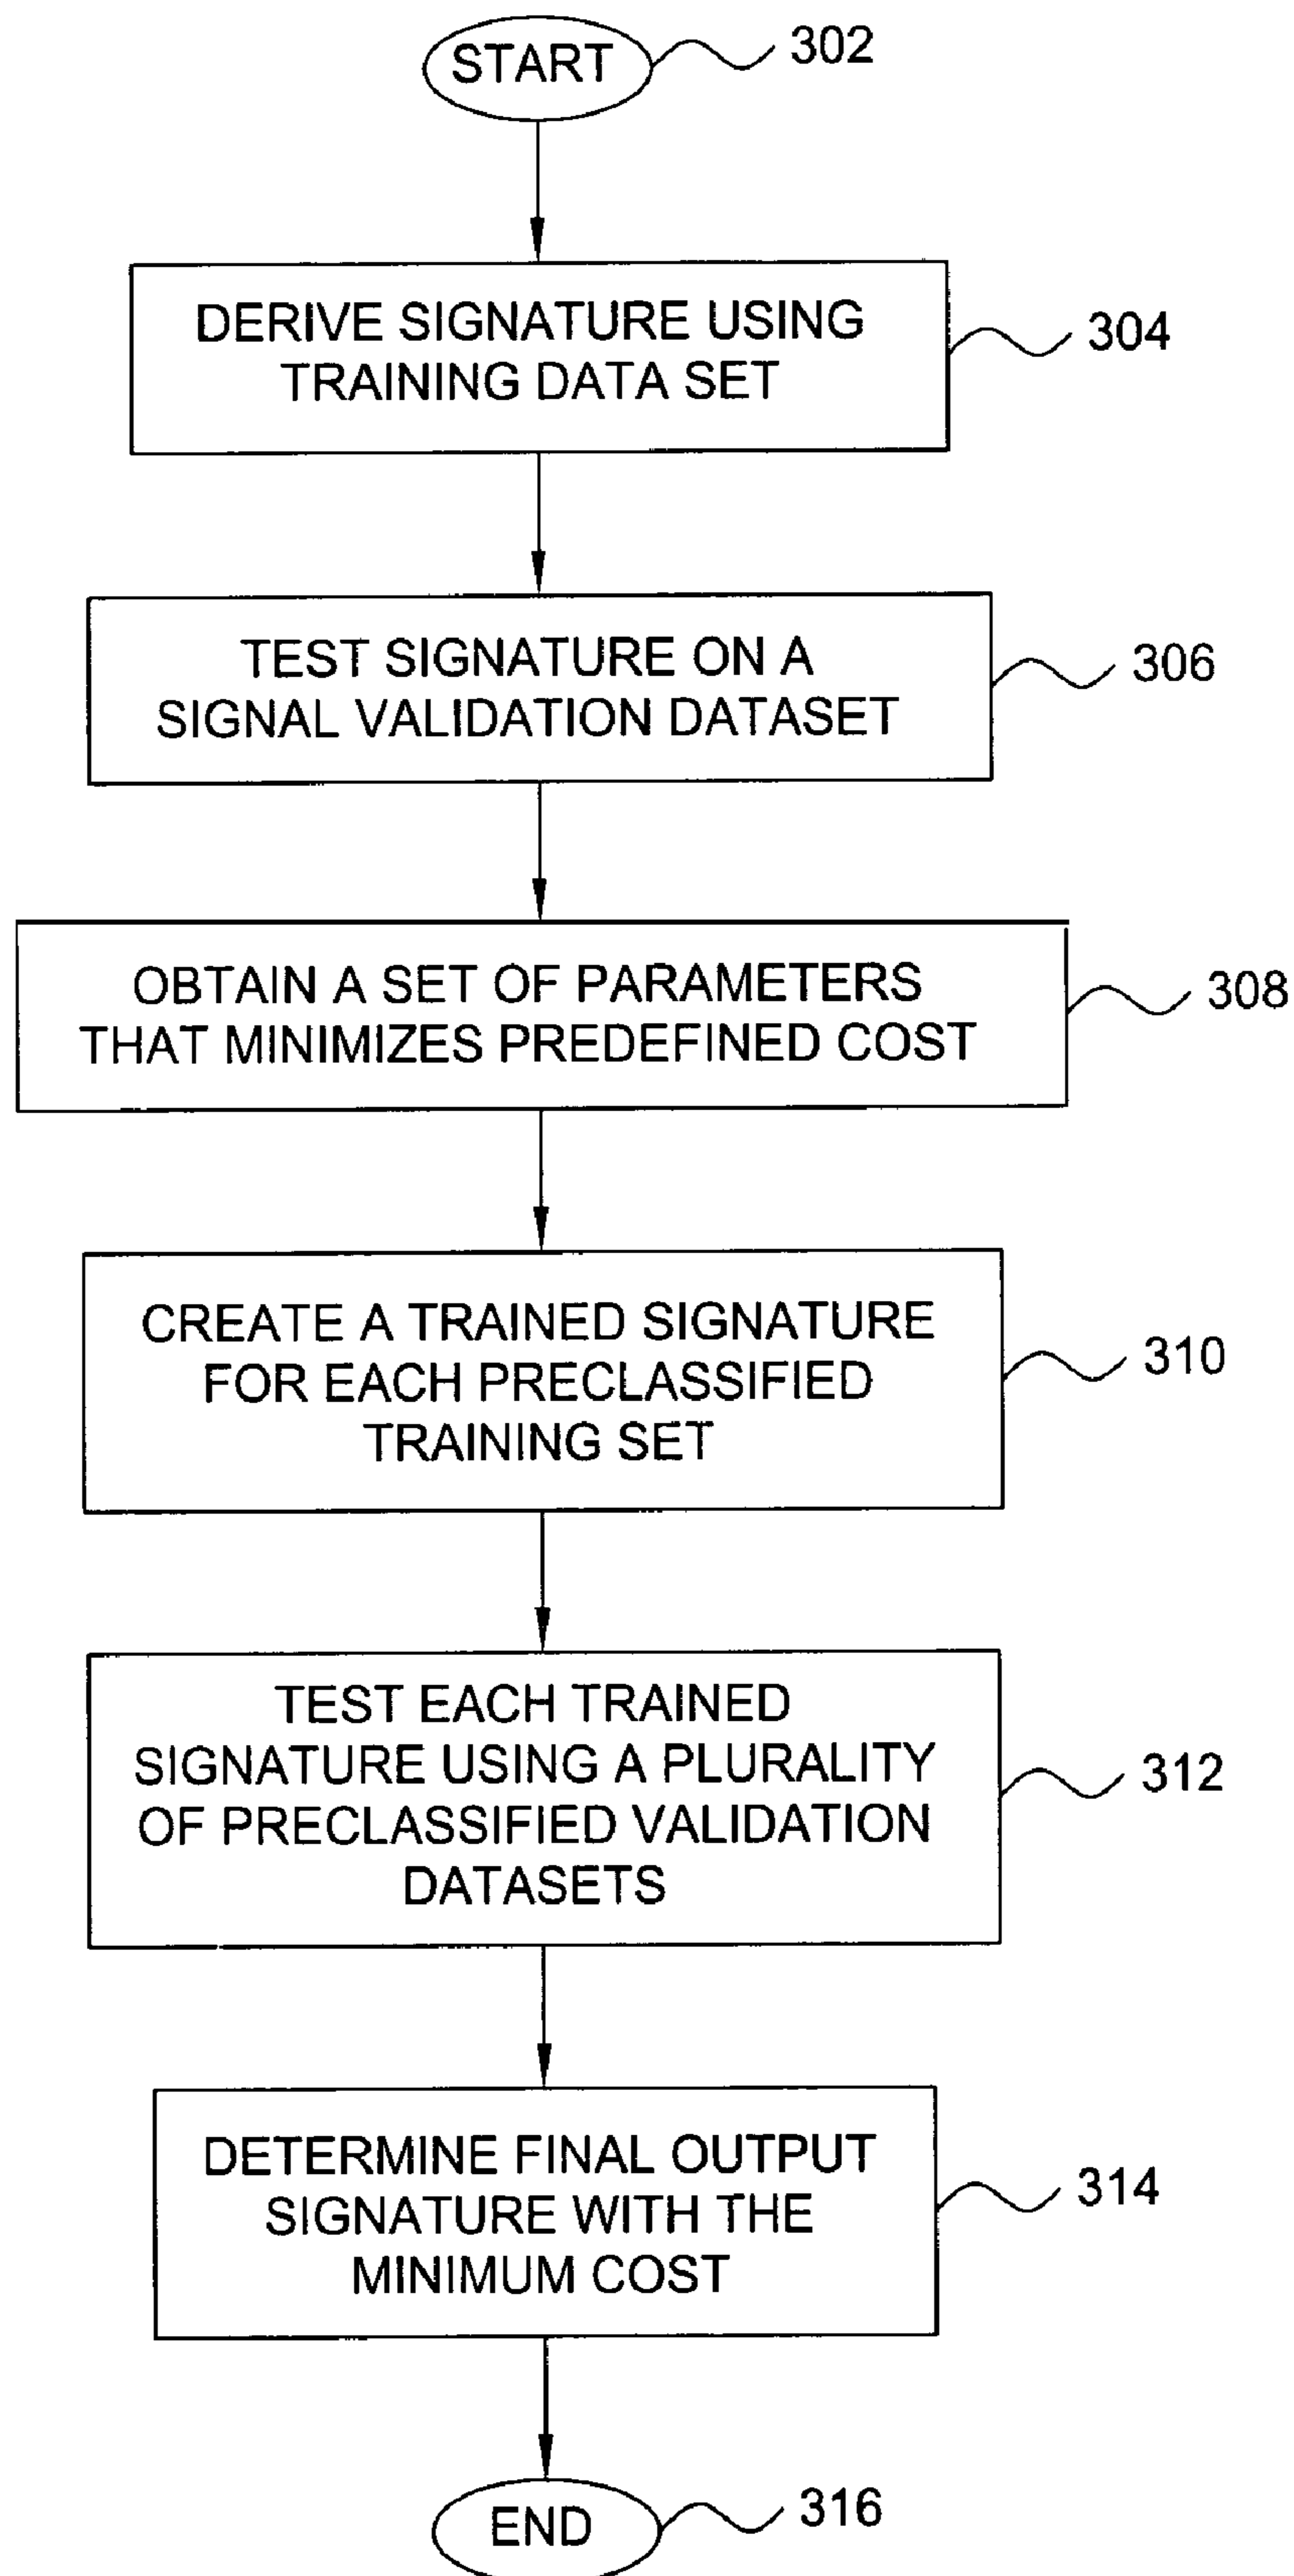 START
302
DERIVE SIGNATURE USING
TRAINING DATA SET
304
TEST SIGNATURE ON A
SIGNAL VALIDATION DATASET
306
OBTAIN A SET OF PARAMETERS
THAT MINIMIZES PREDEFINED COST
308
CREATE A TRAINED SIGNATURE
FOR EACH PRECLASSIFIED
TRAINING SET
310
TEST EACH TRAINED
SIGNATURE USING A PLURALITY
OF PRECLASSIFIED VALIDATION
DATASETS
312
DETERMINE FINAL OUTPUT
SIGNATURE WITH THE
MINIMUM COST
314
END
316